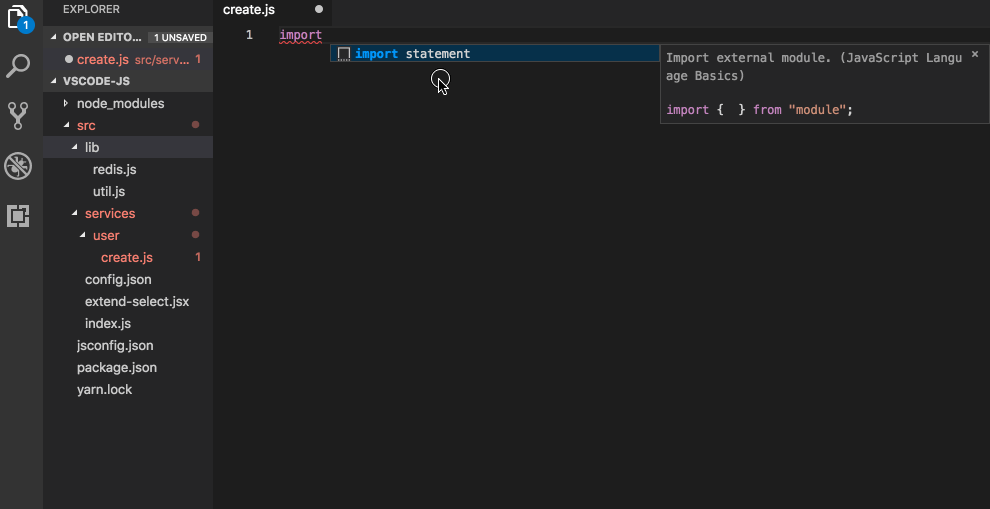 EXPLORER
create.js
1
OPEN EDITO... 1 UNSAVED
1 import
create.js src/serv... 1
import statement
Import external module. (JavaScript Langu
age Basics)
×
import {  } from "module";
VSCODE-JS
node_modules
src
lib
redis.js
util.js
services
user
create.js 1
config.json
extend-select.jsx
index.js
jsconfig.json
package.json
yarn.lock